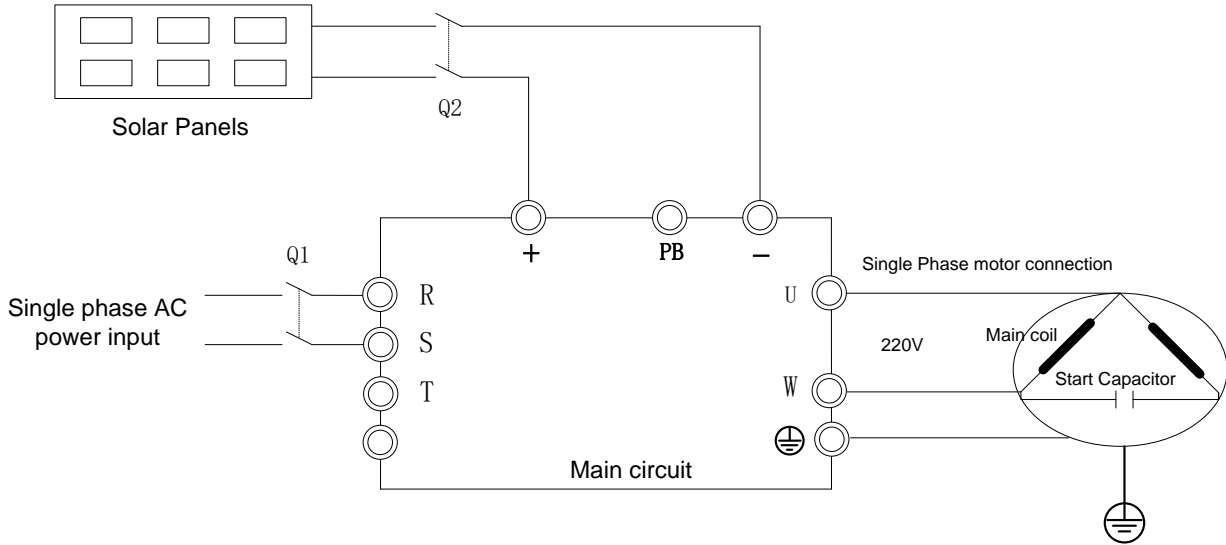 Solar Panels
Q2
+
PB
−
Q1
Single phase AC
power input
R
S
T
U
W
Single Phase motor connection
220V
Main coil
Start Capacitor
Main circuit